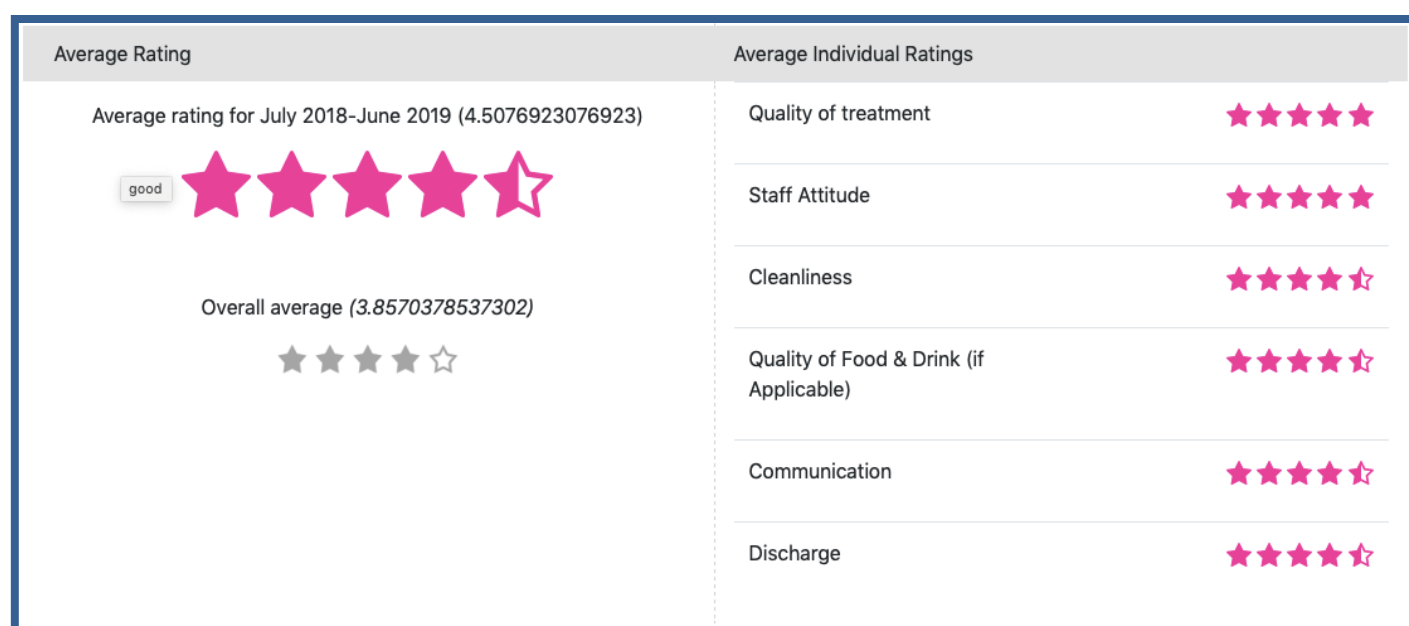 Average Rating
Average rating for July 2018-June 2019 (4.5076923076923)
good
Overall average (3.8570378537302)
Average Individual Ratings
Quality of treatment
Staff Attitude
Cleanliness
Quality of Food & Drink (if
Applicable)
Communication
Discharge